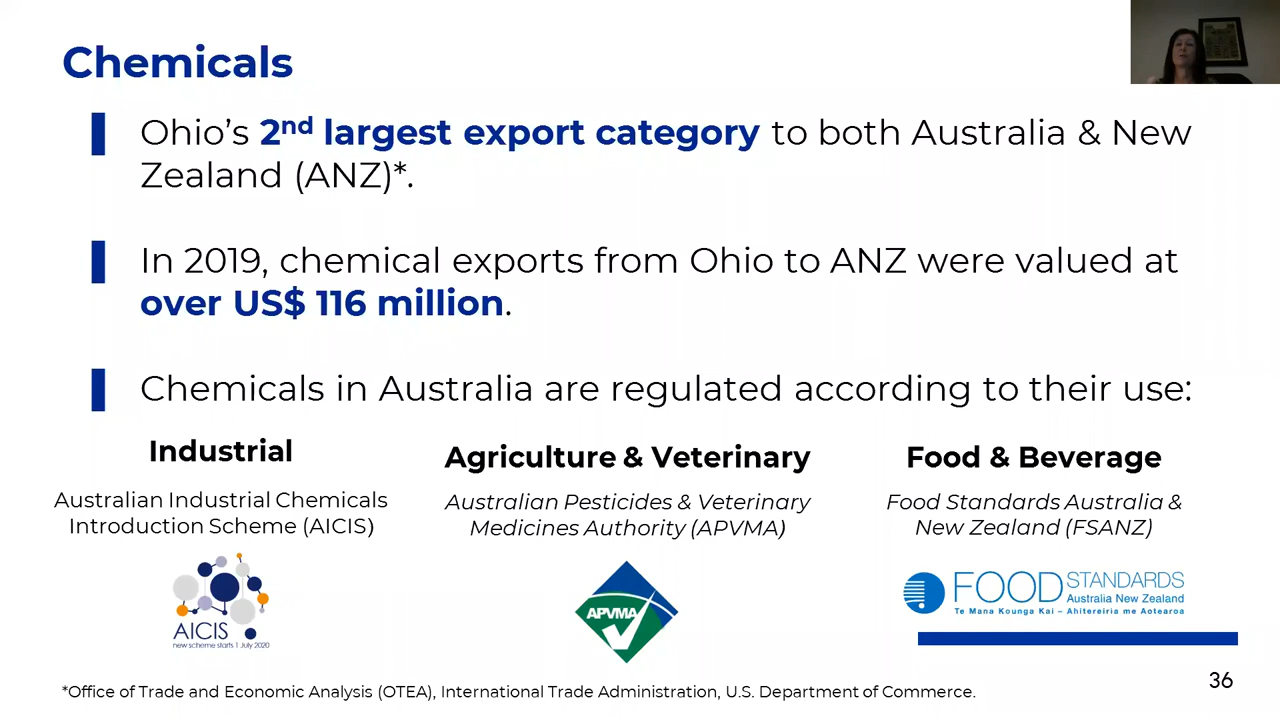 Chemicals
Ohio’s 2nd largest export category to both Australia & New
Zealand (ANZ)*.
In 2019, chemical exports from Ohio to ANZ were valued at
over US$ 116 million.
Chemicals in Australia are regulated according to their use:
Industrial
Australian Industrial Chemicals
Introduction Scheme (AICIS)
AICIS
new scheme starts 1 July 2020
Agriculture & Veterinary
Australian Pesticides & Veterinary
Medicines Authority (APVMA)
APVMA
Food & Beverage
Food Standards Australia &
New Zealand (FSANZ)
FOOD STANDARDS
Australia New Zealand
Te Mana Kounga Kai – Ahitereiria me Aotearoa
*Office of Trade and Economic Analysis (OTEA), International Trade Administration, U.S. Department of Commerce.
36